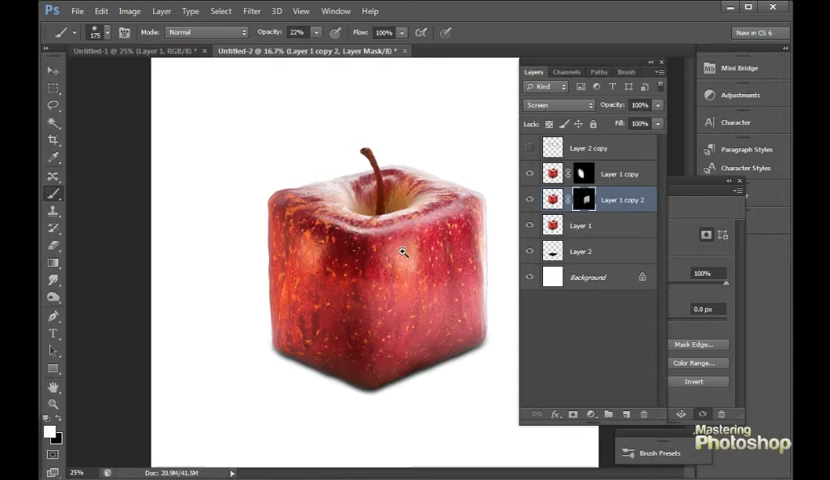 Ps File Edit Image Layer Type Select Filter 3D View Window Help
175 Mode: Normal Opacity: 22% Flow: 100% New in CS 6
Untitled-1 @ 25% (Layer 1, RGB/8) * × Untitled-2 @ 16.7% (Layer 1 copy 2, Layer Mask/8) * ×
Layers Channels Paths Brush
Kind
Screen Opacity: 100%
Lock: Fill: 100%
Layer 2 copy
Layer 1 copy
Layer 1 copy 2
Layer 1
Layer 2
Background
fx
Mini Bridge
Adjustments
Character
Paragraph Styles
Character Styles
100%
0.0 px
Mask Edge...
Color Range...
Invert
Mastering
Photoshop
Brush Presets
25% Doc: 20.9M/41.5M